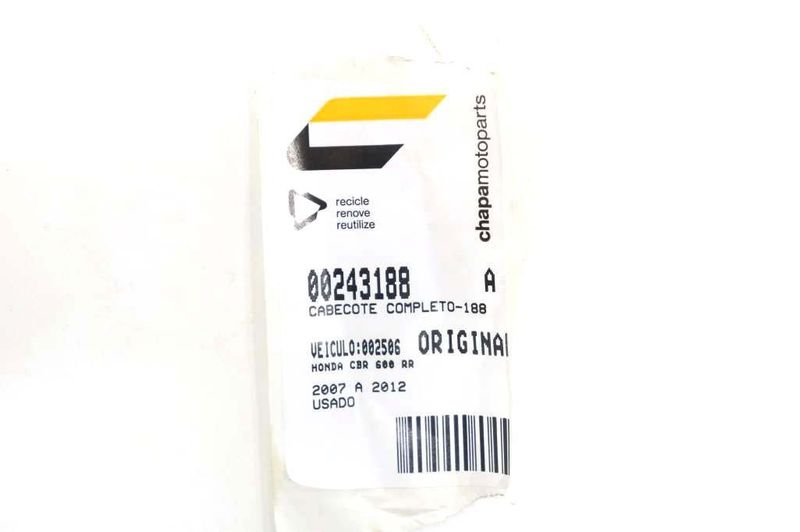 chapamotoparts
recicle
renove
reutilize
00243188 A
CABECOTE COMPLETO-188
VEICULO:002506 ORIGINAL
HONDA CBR 600 RR
2007 A 2012
USADO